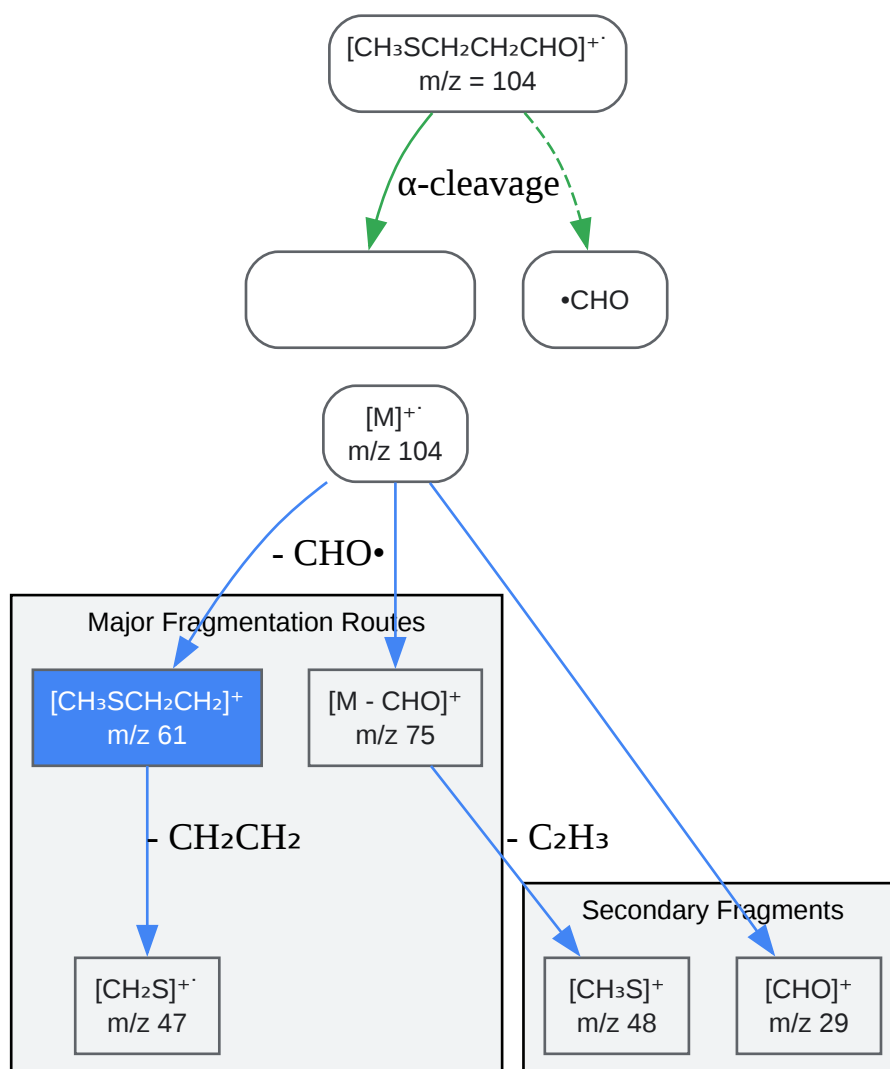 [CH₃SCH₂CH₂CHO]⁺˙
m/z = 104
α-cleavage
•CHO
[M]⁺˙
m/z 104
- CHO•
Major Fragmentation Routes
[CH₃SCH₂CH₂]⁺
m/z 61
[M - CHO]⁺
m/z 75
- CH₂CH₂
- C₂H₃
Secondary Fragments
[CH₂S]⁺˙
m/z 47
[CH₃S]⁺
m/z 48
[CHO]⁺
m/z 29